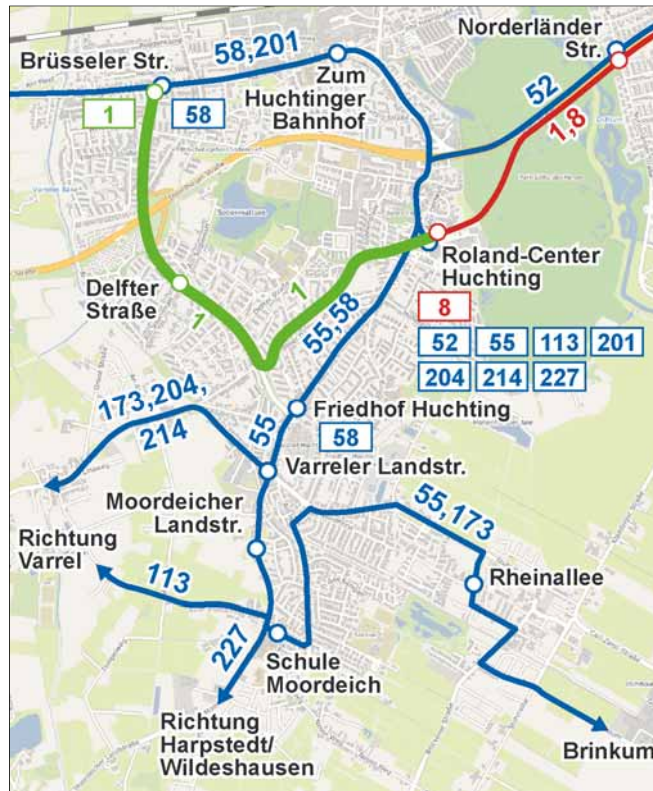 Norderländer
Str.
58,201
Brüsseler Str.
1
58
Zum
Huchtinger
Bahnhof
52
1,8
Roland-Center
Huchting
8
52 55 113 201
204 214 227
Delfter
Straße
1
1
55,58
173,204,
214
55
Friedhof Huchting
58
Varreler Landstr.
Moordeicher
Landstr.
55,173
Richtung
Varrel
113
Rheinallee
227
Schule
Moordeich
Richtung
Harpstedt/
Wildeshausen
Brinkum